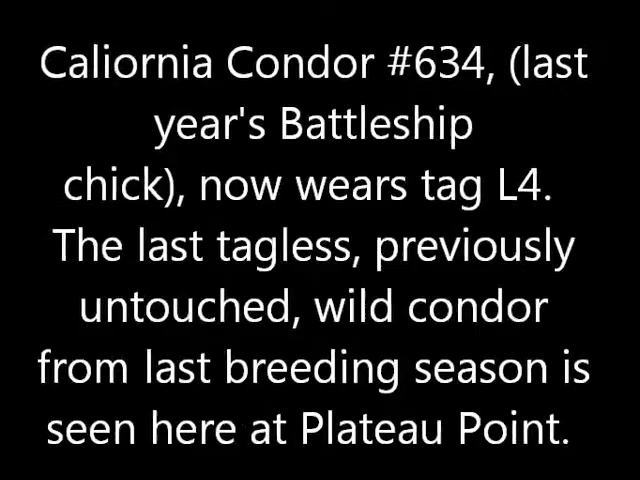 Caliornia Condor #634, (last
year's Battleship
chick), now wears tag L4.
The last tagless, previously
untouched, wild condor
from last breeding season is
seen here at Plateau Point.